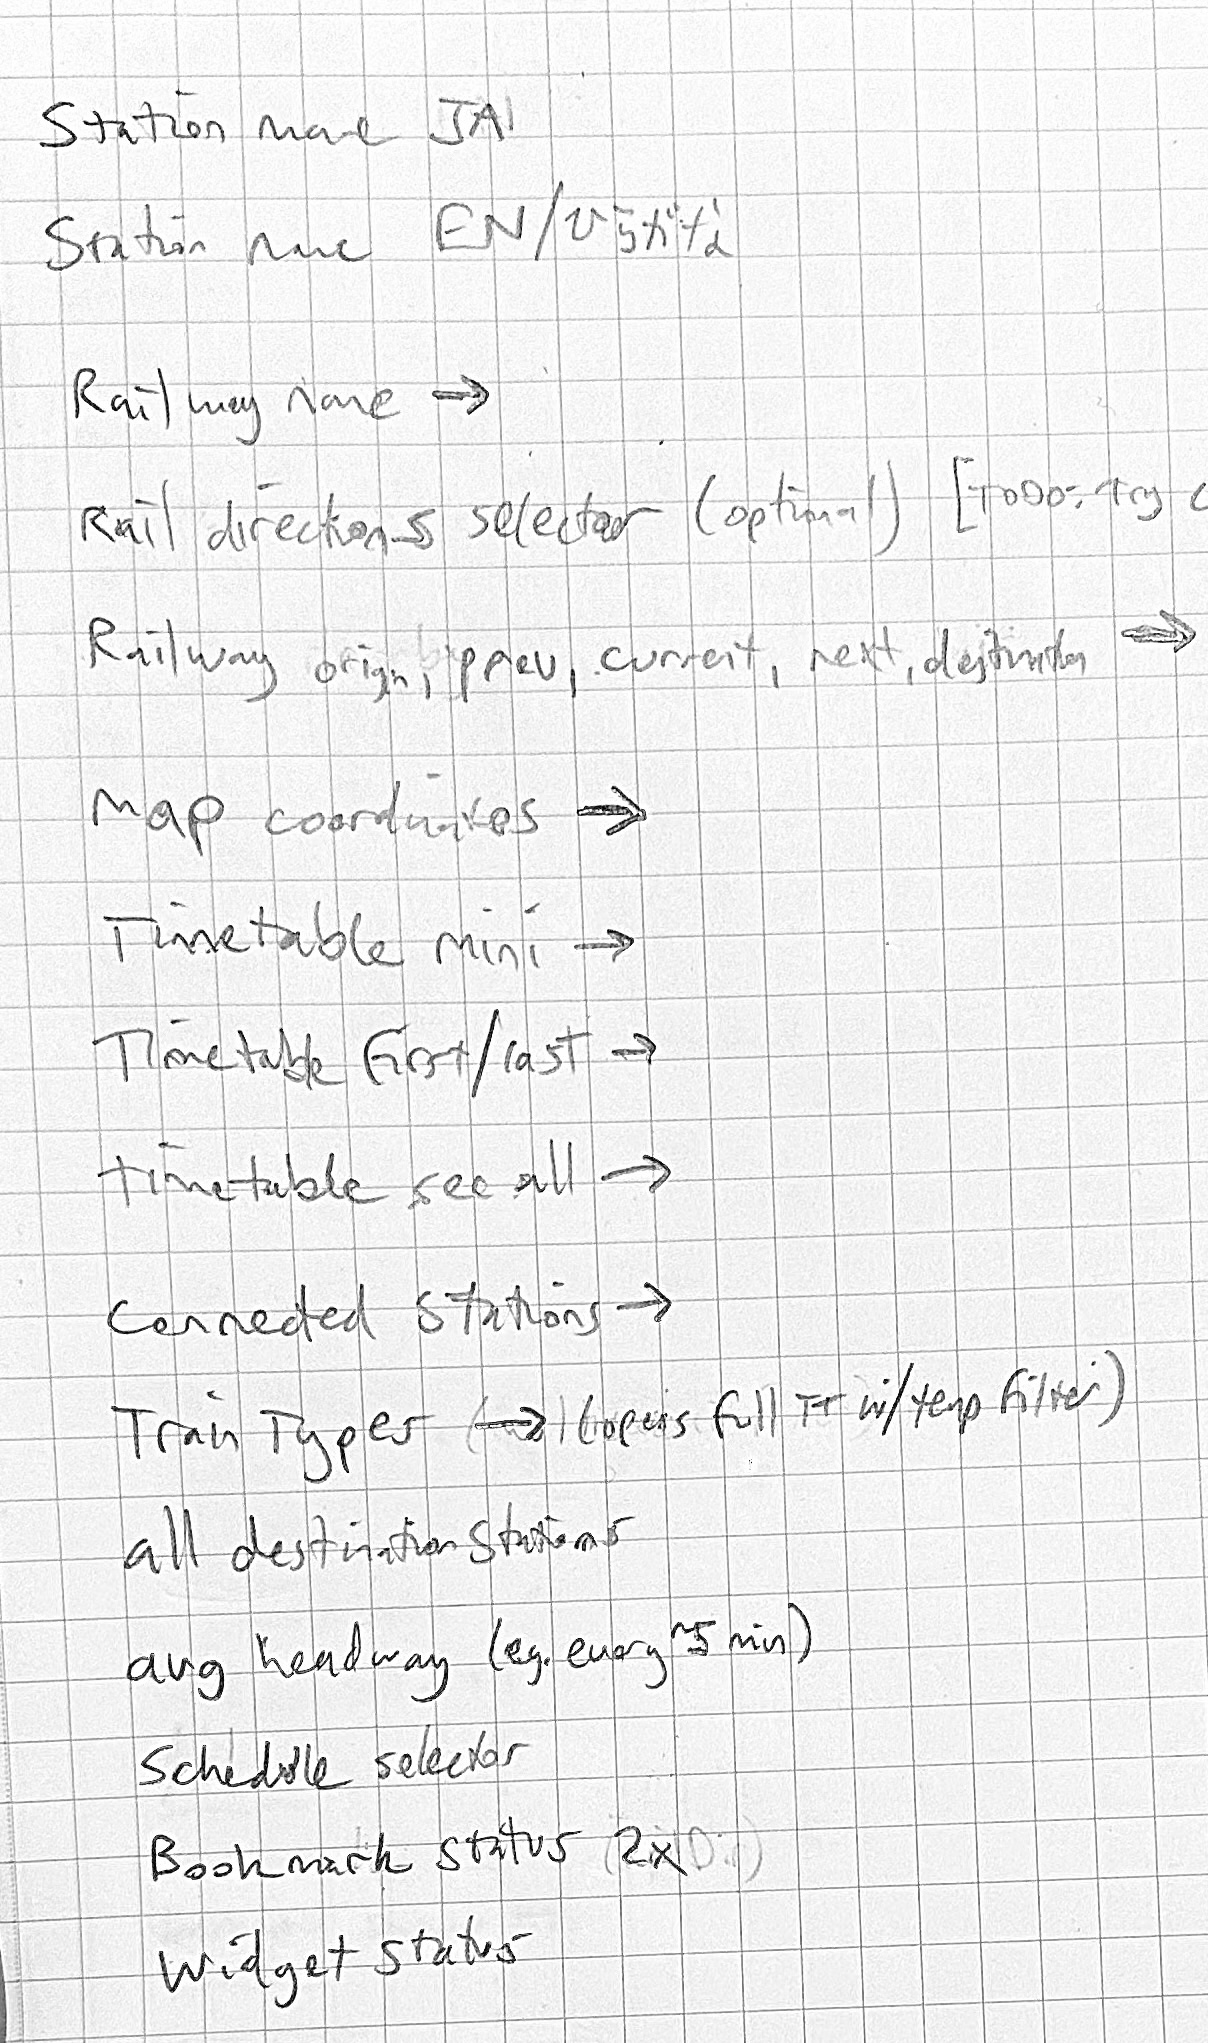 Station name JA
Station name EN/ひらがな
Railway name →
Rail directions selector (optional) [TODO: try
Railway origin, prev, current, next, destination →
Map coordinates →
Timetable mini →
Timetable first/last →
timetable see all →
Connected stations →
Train Types (→) (opens full TT w/temp filter)
all destination stations
avg headway (eg. every ~5 min)
Schedule selector
Bookmark status (2x
Widget status